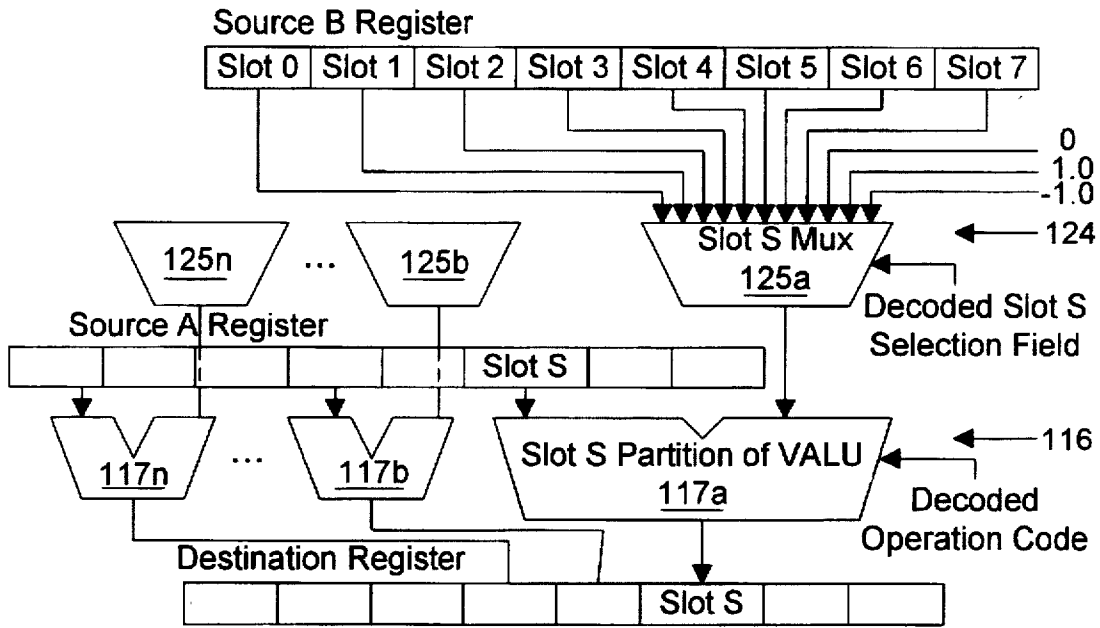 Source B Register
Slot 0 Slot 1 Slot 2 Slot 3 Slot 4 Slot 5 Slot 6 Slot 7
0
1.0
-1.0
Slot S Mux
124
125n ... 125b 125a
Decoded Slot S
Selection Field
Source A Register
Slot S
116
Slot S Partition of VALU
117n ... 117b 117a
Decoded
Operation Code
Destination Register
Slot S